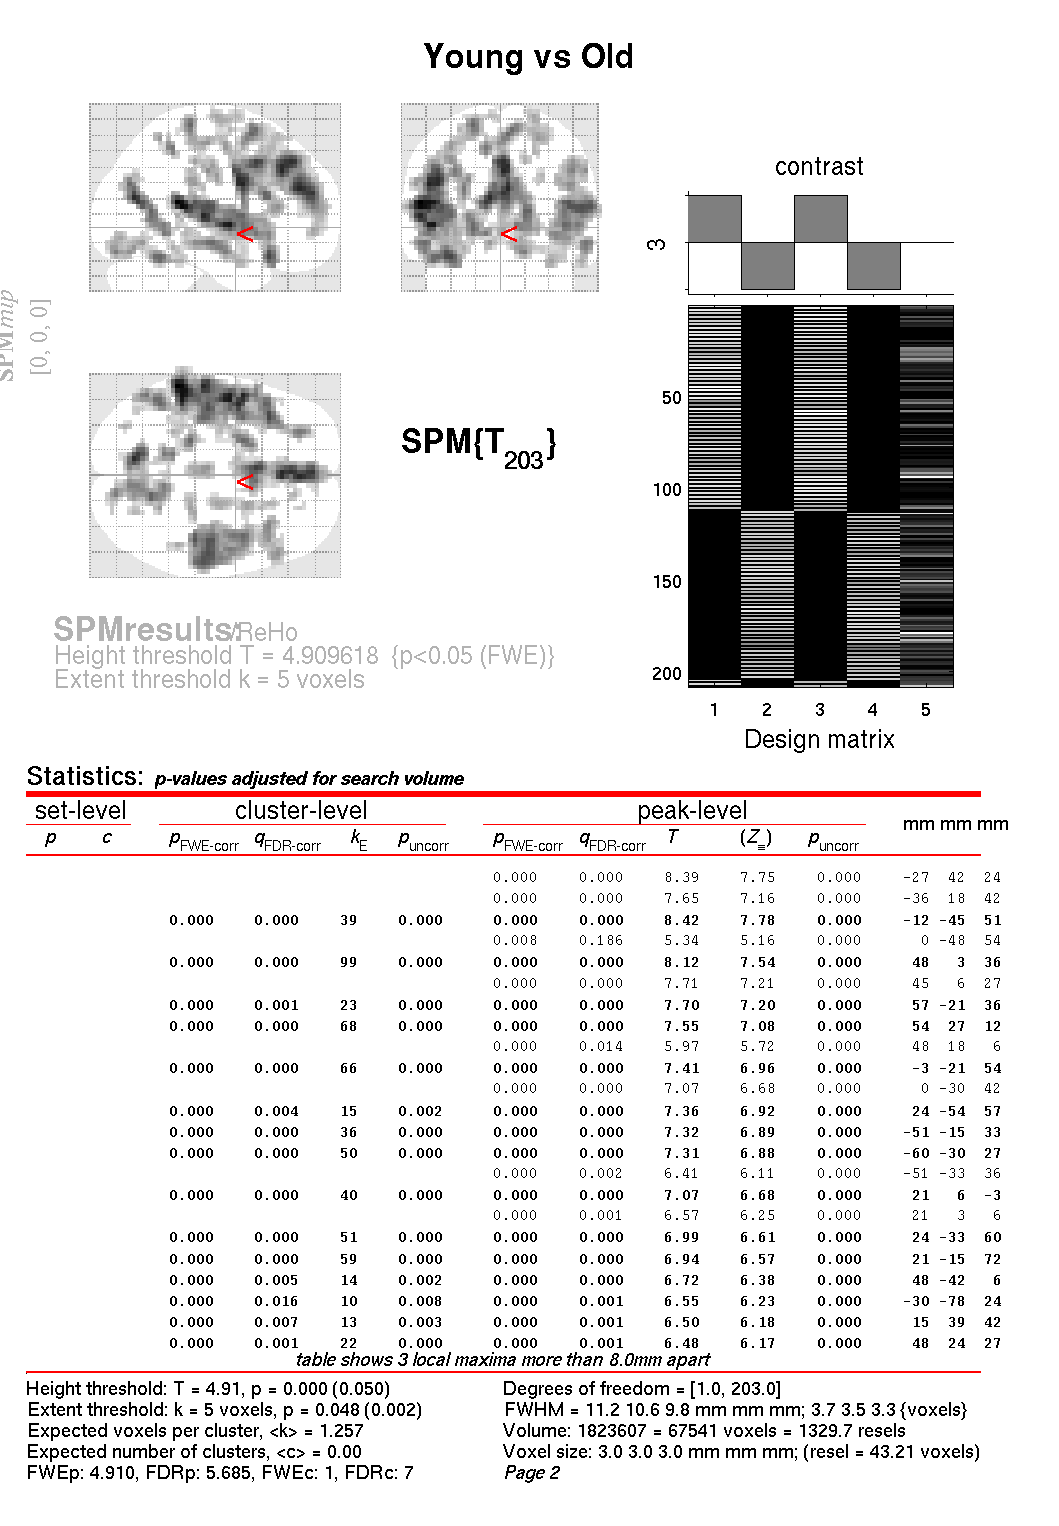 Young vs Old
contrast
3
SPMmip
[0, 0, 0]
<
<
<
SPM{T203}
50
100
150
200
1 2 3 4 5
Design matrix
SPMresults: ./ReHo
Height threshold T = 4.909618 {p<0.05 (FWE)}
Extent threshold k = 5 voxels
Statistics: p-values adjusted for search volume
set-level cluster-level peak-level
mm mm mm
p c pFWE-corr qFDR-corr kE puncorr pFWE-corr qFDR-corr T (Z≡) puncorr
0.000 0.000 8.39 7.75 0.000 -27 42 24
0.000 0.000 7.65 7.16 0.000 -36 18 42
0.000 0.000 39 0.000 0.000 0.000 8.42 7.78 0.000 -12 -45 51
0.008 0.186 5.34 5.16 0.000 0 -48 54
0.000 0.000 99 0.000 0.000 0.000 8.12 7.54 0.000 48 3 36
0.000 0.000 7.71 7.21 0.000 45 6 27
0.000 0.001 23 0.000 0.000 0.000 7.70 7.20 0.000 57 -21 36
0.000 0.000 68 0.000 0.000 0.000 7.55 7.08 0.000 54 27 12
0.000 0.014 5.97 5.72 0.000 48 18 6
0.000 0.000 66 0.000 0.000 0.000 7.41 6.96 0.000 -3 -21 54
0.000 0.000 7.07 6.68 0.000 0 -30 42
0.000 0.004 15 0.002 0.000 0.000 7.36 6.92 0.000 24 -54 57
0.000 0.000 36 0.000 0.000 0.000 7.32 6.89 0.000 -51 -15 33
0.000 0.000 50 0.000 0.000 0.000 7.31 6.88 0.000 -60 -30 27
0.000 0.002 6.41 6.11 0.000 -51 -33 36
0.000 0.000 40 0.000 0.000 0.000 7.07 6.68 0.000 21 6 -3
0.000 0.001 6.57 6.25 0.000 21 3 6
0.000 0.000 51 0.000 0.000 0.000 6.99 6.61 0.000 24 -33 60
0.000 0.000 59 0.000 0.000 0.000 6.94 6.57 0.000 21 -15 72
0.000 0.005 14 0.002 0.000 0.000 6.72 6.38 0.000 48 -42 6
0.000 0.016 10 0.008 0.000 0.001 6.55 6.23 0.000 -30 -78 24
0.000 0.007 13 0.003 0.000 0.001 6.50 6.18 0.000 15 39 42
0.000 0.001 22 0.000 0.000 0.001 6.48 6.17 0.000 48 24 27
table shows 3 local maxima more than 8.0mm apart
Height threshold: T = 4.91, p = 0.000 (0.050)
Extent threshold: k = 5 voxels, p = 0.048 (0.002)
Expected voxels per cluster, <k> = 1.257
Expected number of clusters, <c> = 0.00
FWEp: 4.910, FDRp: 5.685, FWEc: 1, FDRc: 7
Degrees of freedom = [1.0, 203.0]
FWHM = 11.2 10.6 9.8 mm mm mm; 3.7 3.5 3.3 {voxels}
Volume: 1823607 = 67541 voxels = 1329.7 resels
Voxel size: 3.0 3.0 3.0 mm mm mm; (resel = 43.21 voxels)
Page 2